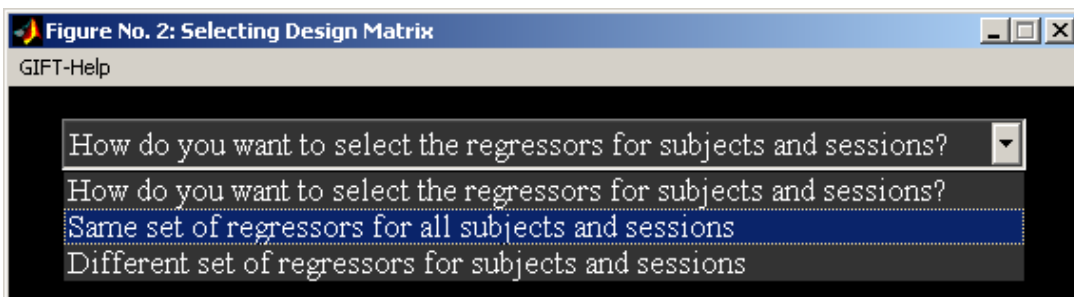 Figure No. 2: Selecting Design Matrix
GIFT-Help
How do you want to select the regressors for subjects and sessions?
How do you want to select the regressors for subjects and sessions?
Same set of regressors for all subjects and sessions
Different set of regressors for subjects and sessions